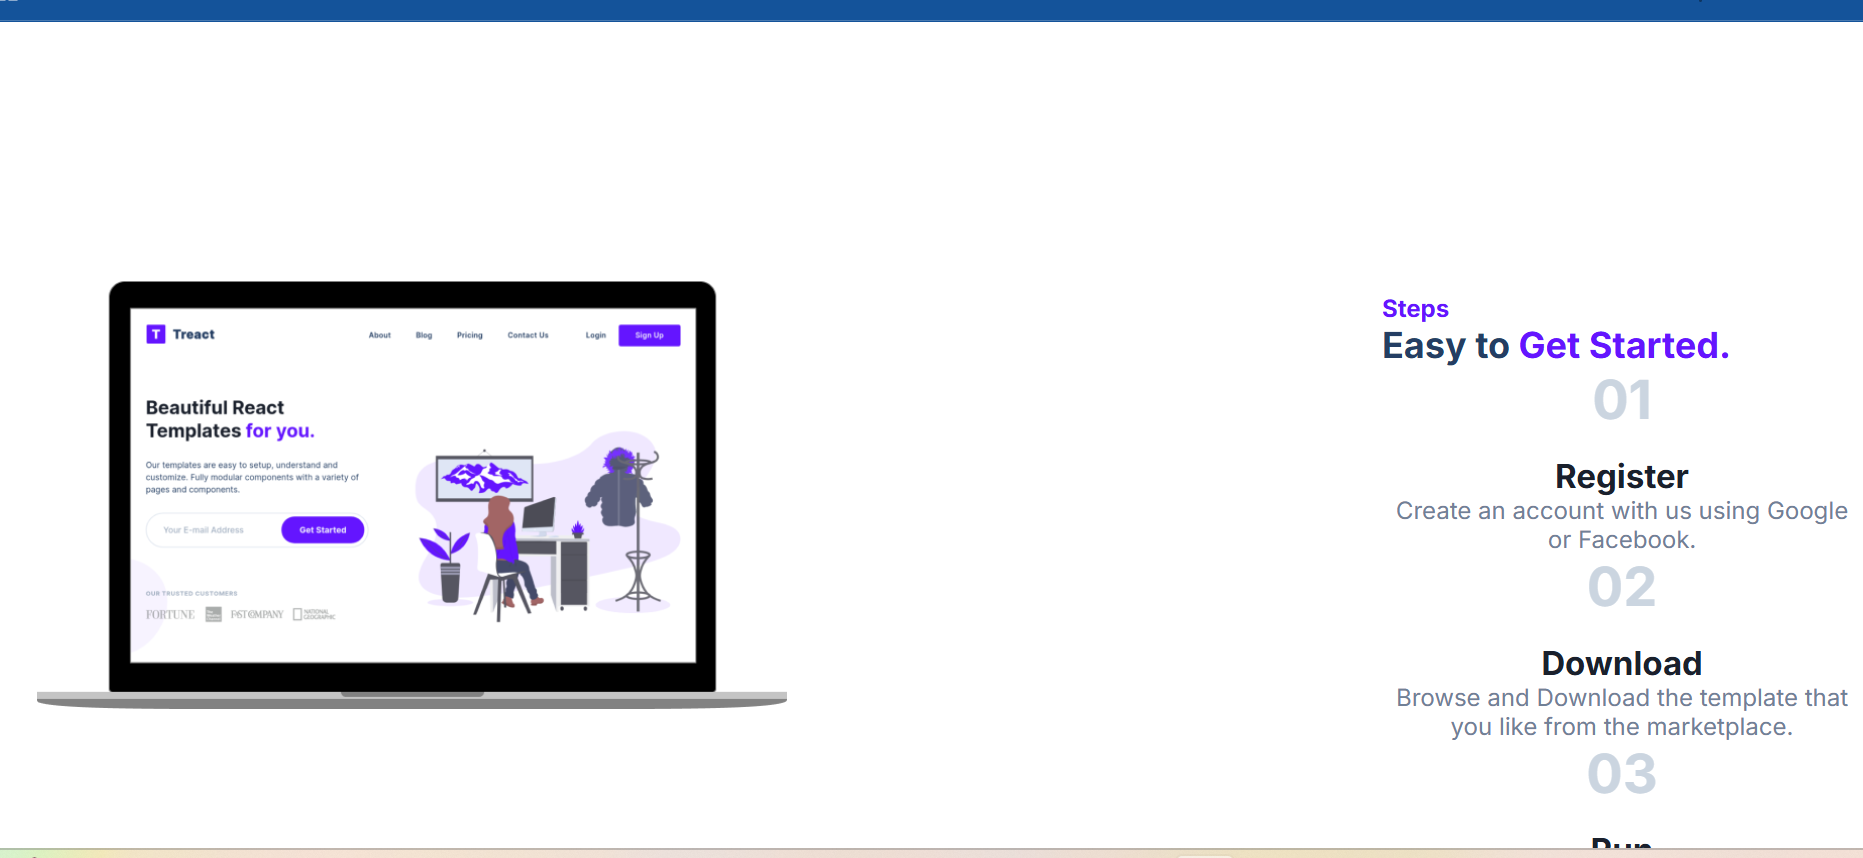 T Treact
About Blog Pricing Contact Us Login Sign Up
Beautiful React
Templates for you.
Our templates are easy to setup, understand and
customize. Fully modular components with a variety of
pages and components.
Your E-mail Address Get Started
OUR TRUSTED CUSTOMERS
FORTUNE FAST COMPANY NATIONAL
GEOGRAPHIC
Steps
Easy to Get Started.
01
Register
Create an account with us using Google
or Facebook.
02
Download
Browse and Download the template that
you like from the marketplace.
03
Run